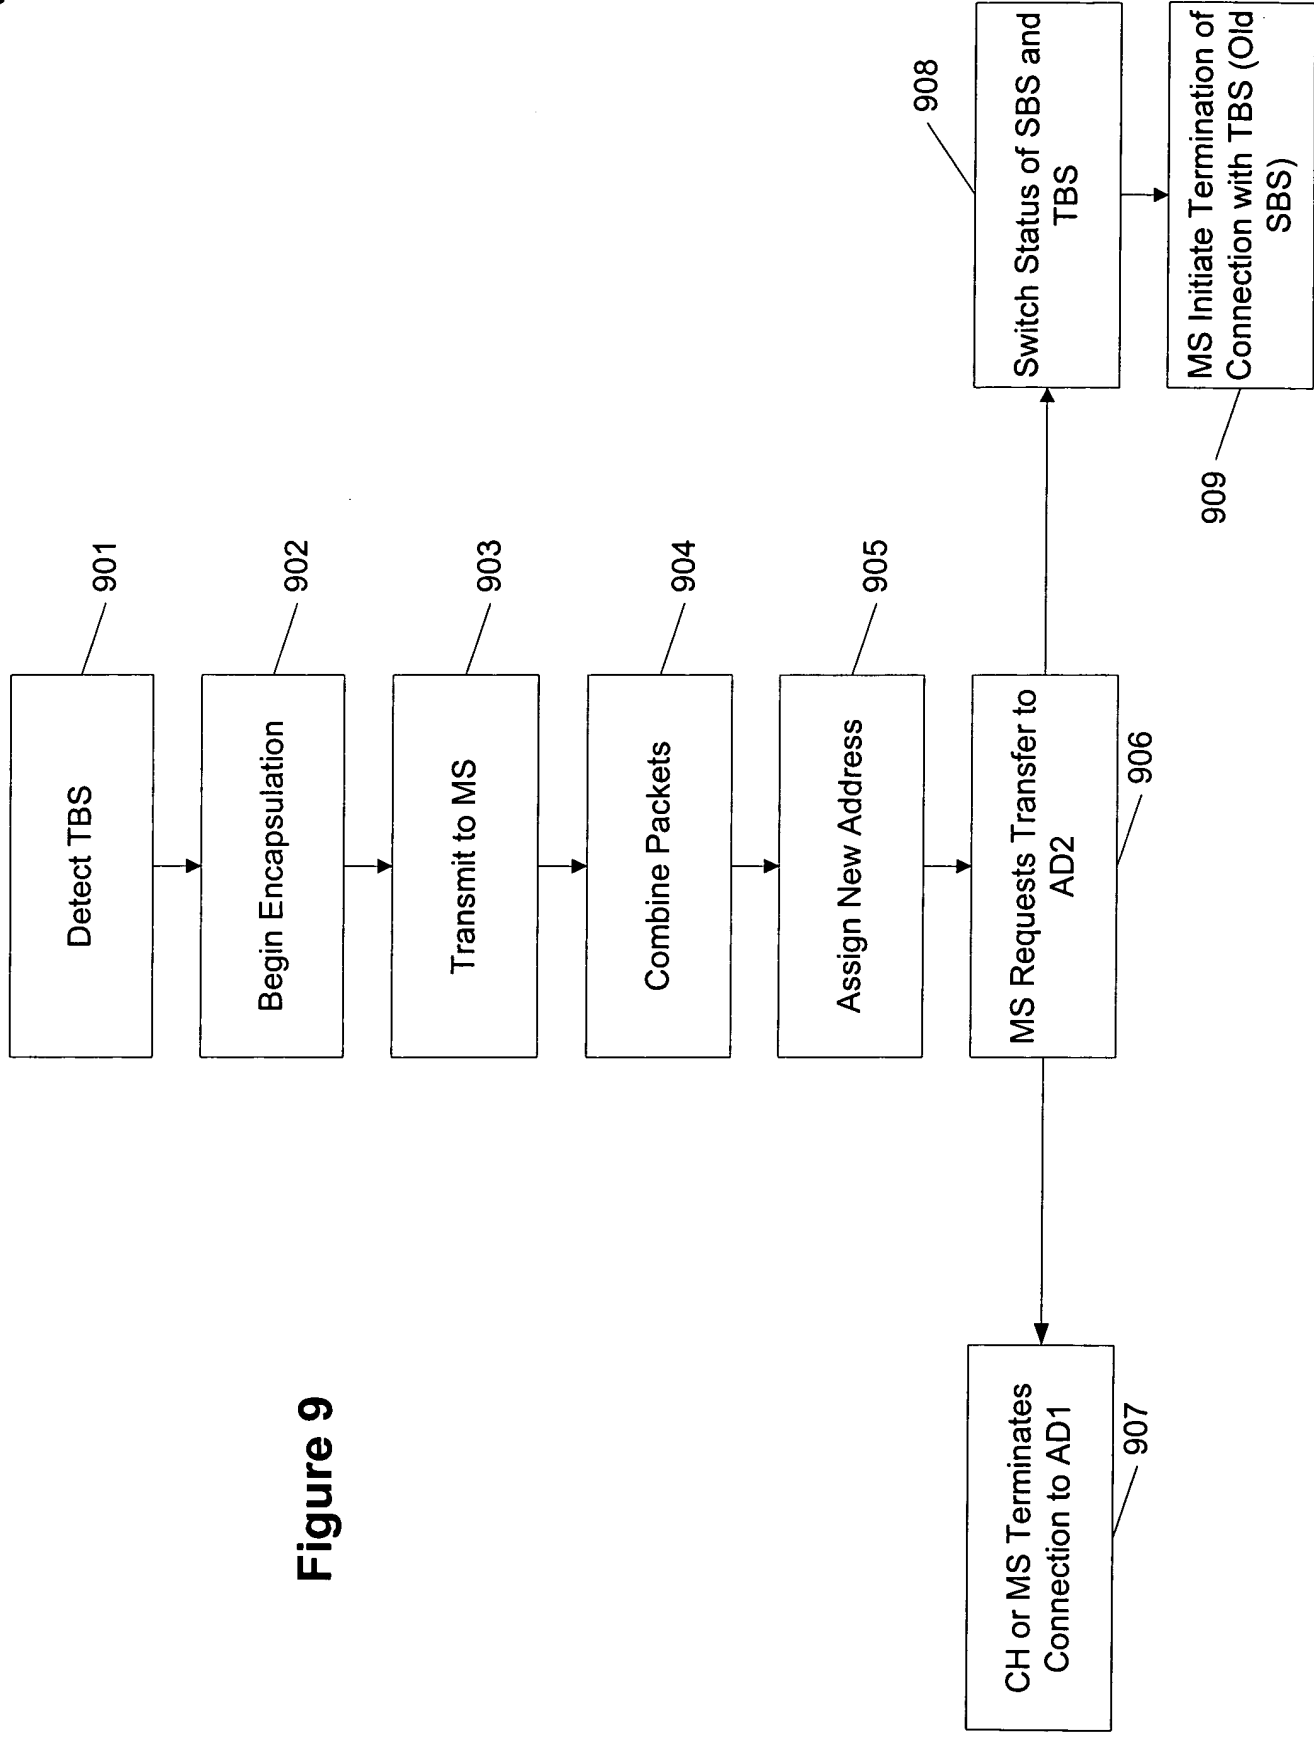 Figure 9
Detect TBS
901
Begin Encapsulation
902
Transmit to MS
903
Combine Packets
904
Assign New Address
905
MS Requests Transfer to
AD2
906
CH or MS Terminates
Connection to AD1
907
Switch Status of SBS and
TBS
908
MS Initiate Termination of
Connection with TBS (Old
SBS)
909